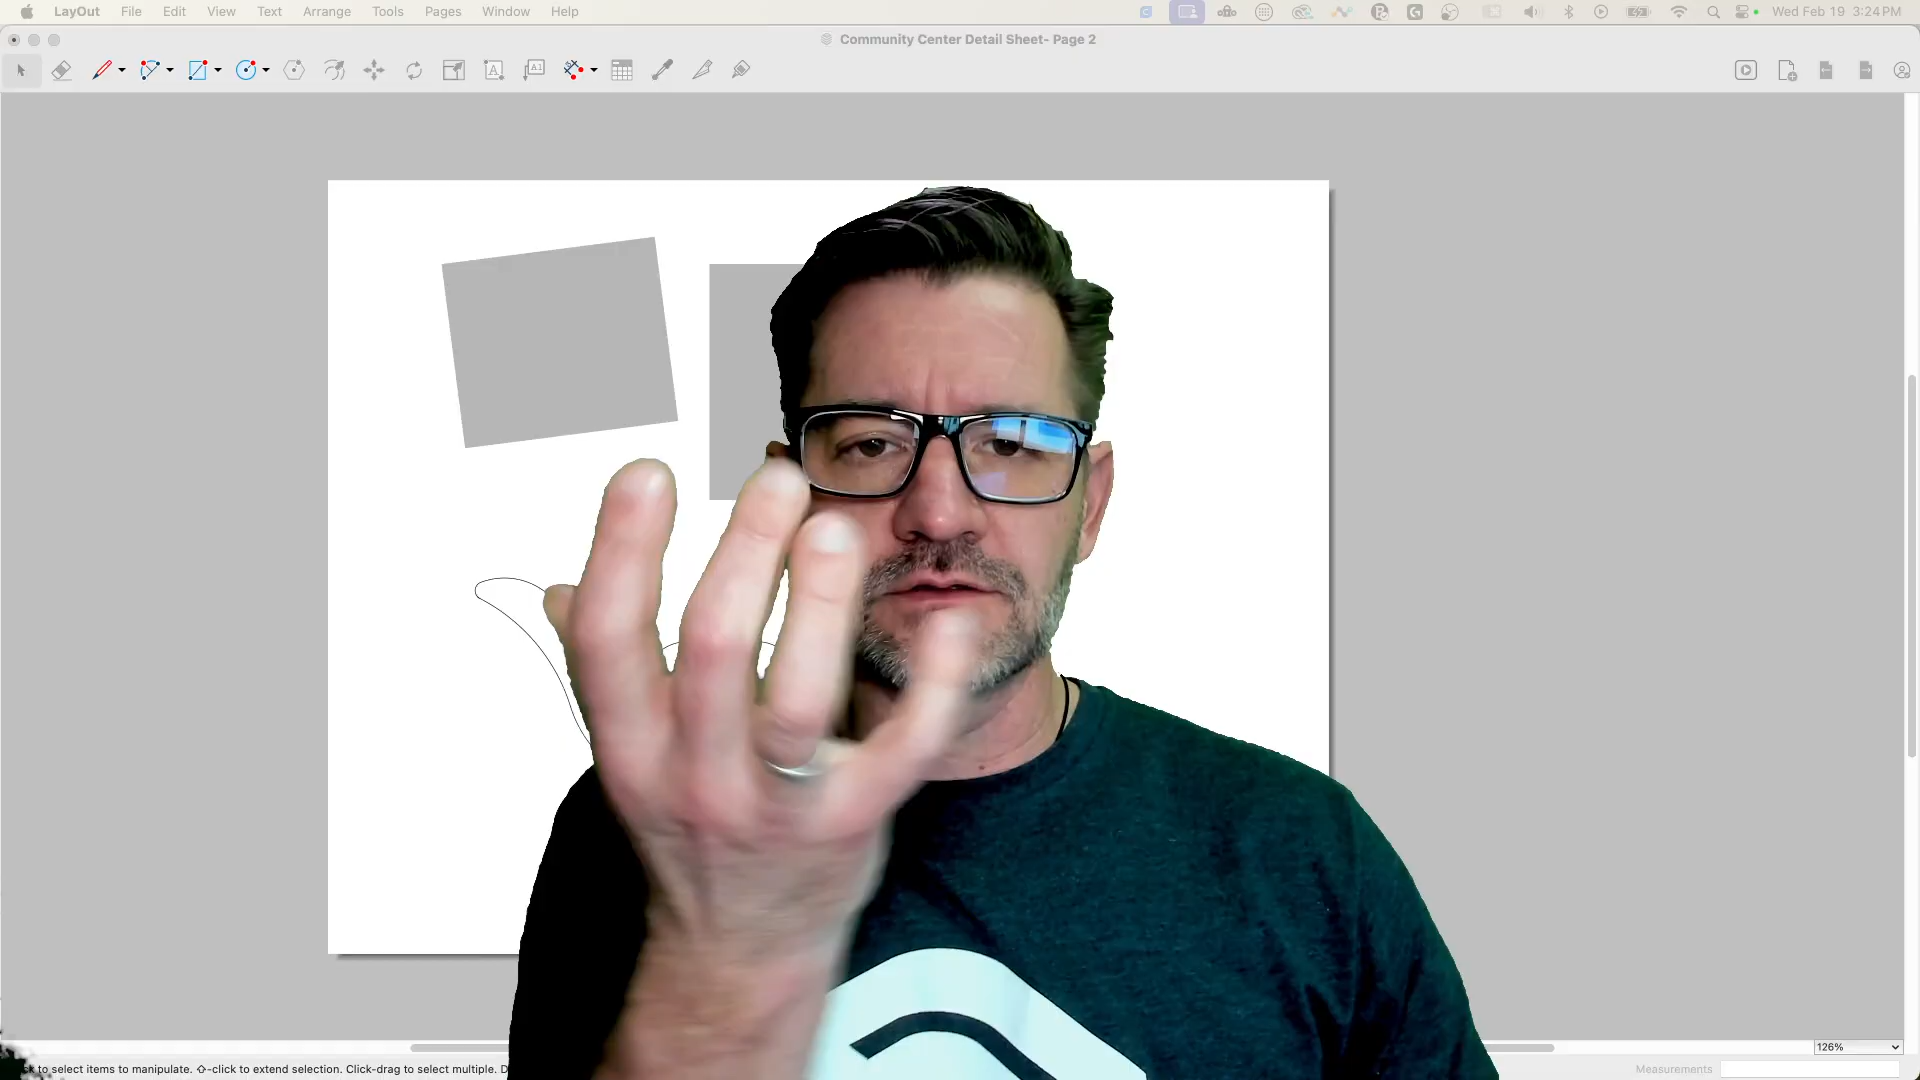 LayOut File Edit View Text Arrange Tools Pages Window Help Wed Feb 19 3:24 PM
Community Center Detail Sheet- Page 2
A A1
126%
to select items to manipulate. ⇧-click to extend selection. Click-drag to select multiple. Measurements